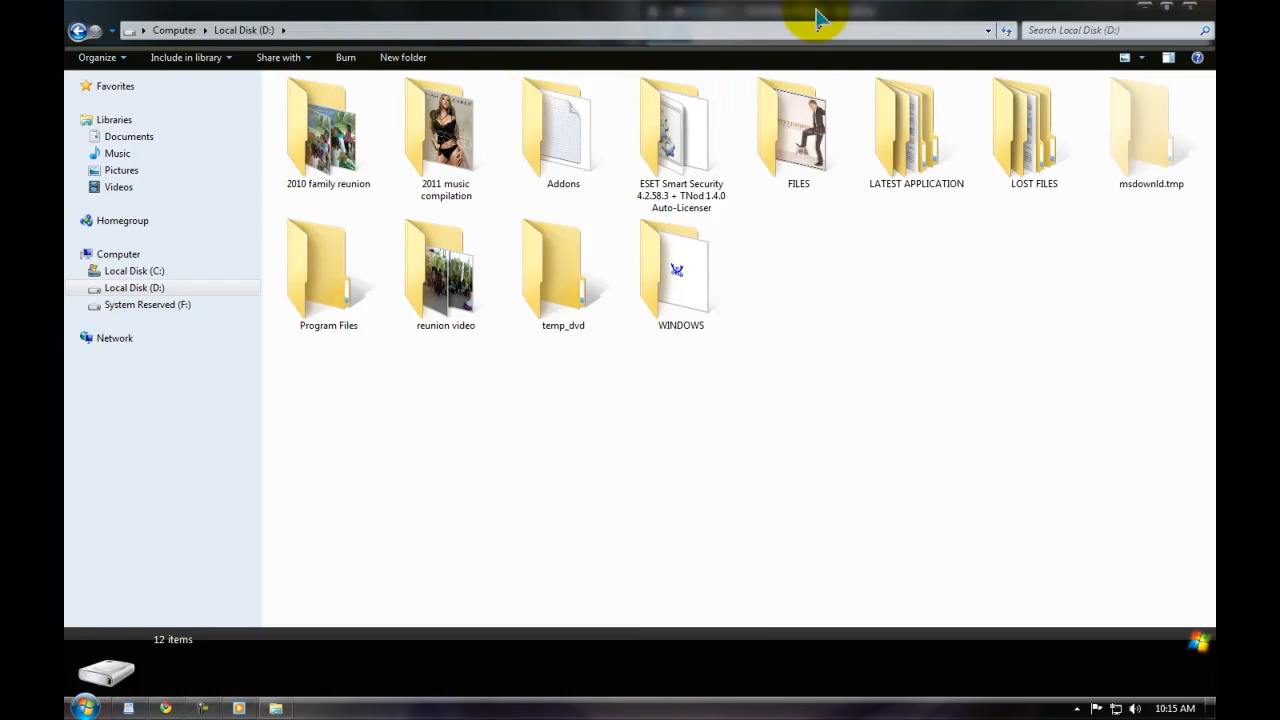 Computer Local Disk (D:)
Search Local Disk (D:)
Organize Include in library Share with Burn New folder
Favorites
Libraries
Documents
Music
Pictures
Videos
Homegroup
Computer
Local Disk (C:)
Local Disk (D:)
System Reserved (F:)
Network
2010 family reunion
2011 music
compilation
Addons
ESET Smart Security
4.2.58.3 + TNod 1.4.0
Auto-Licenser
FILES
LATEST APPLICATION
LOST FILES
msdownld.tmp
Program Files
reunion video
temp_dvd
WINDOWS
12 items
10:15 AM